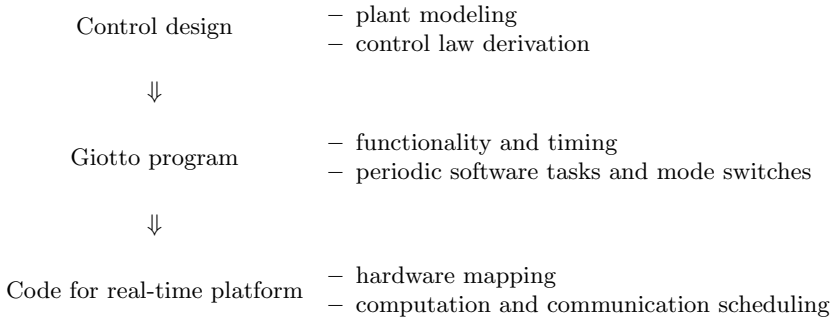 Control design
– plant modeling
– control law derivation
⇓
Giotto program
– functionality and timing
– periodic software tasks and mode switches
⇓
Code for real-time platform
– hardware mapping
– computation and communication scheduling